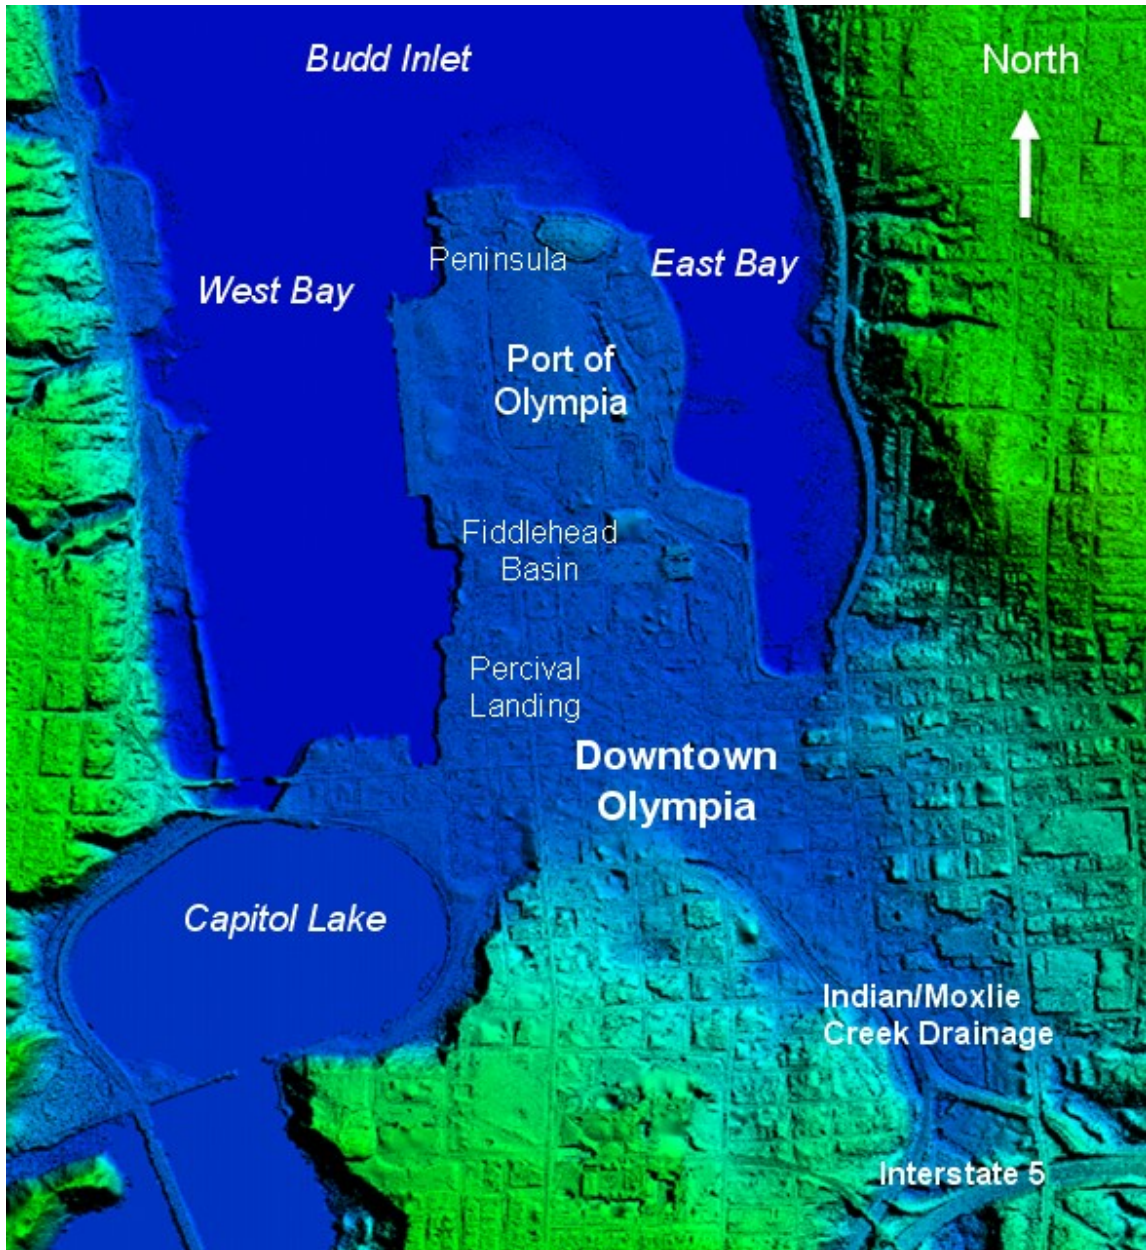 Budd Inlet
North
Peninsula
East Bay
West Bay
Port of
Olympia
Fiddlehead
Basin
Percival
Landing
Downtown
Olympia
Capitol Lake
Indian/Moxlie
Creek Drainage
Interstate 5